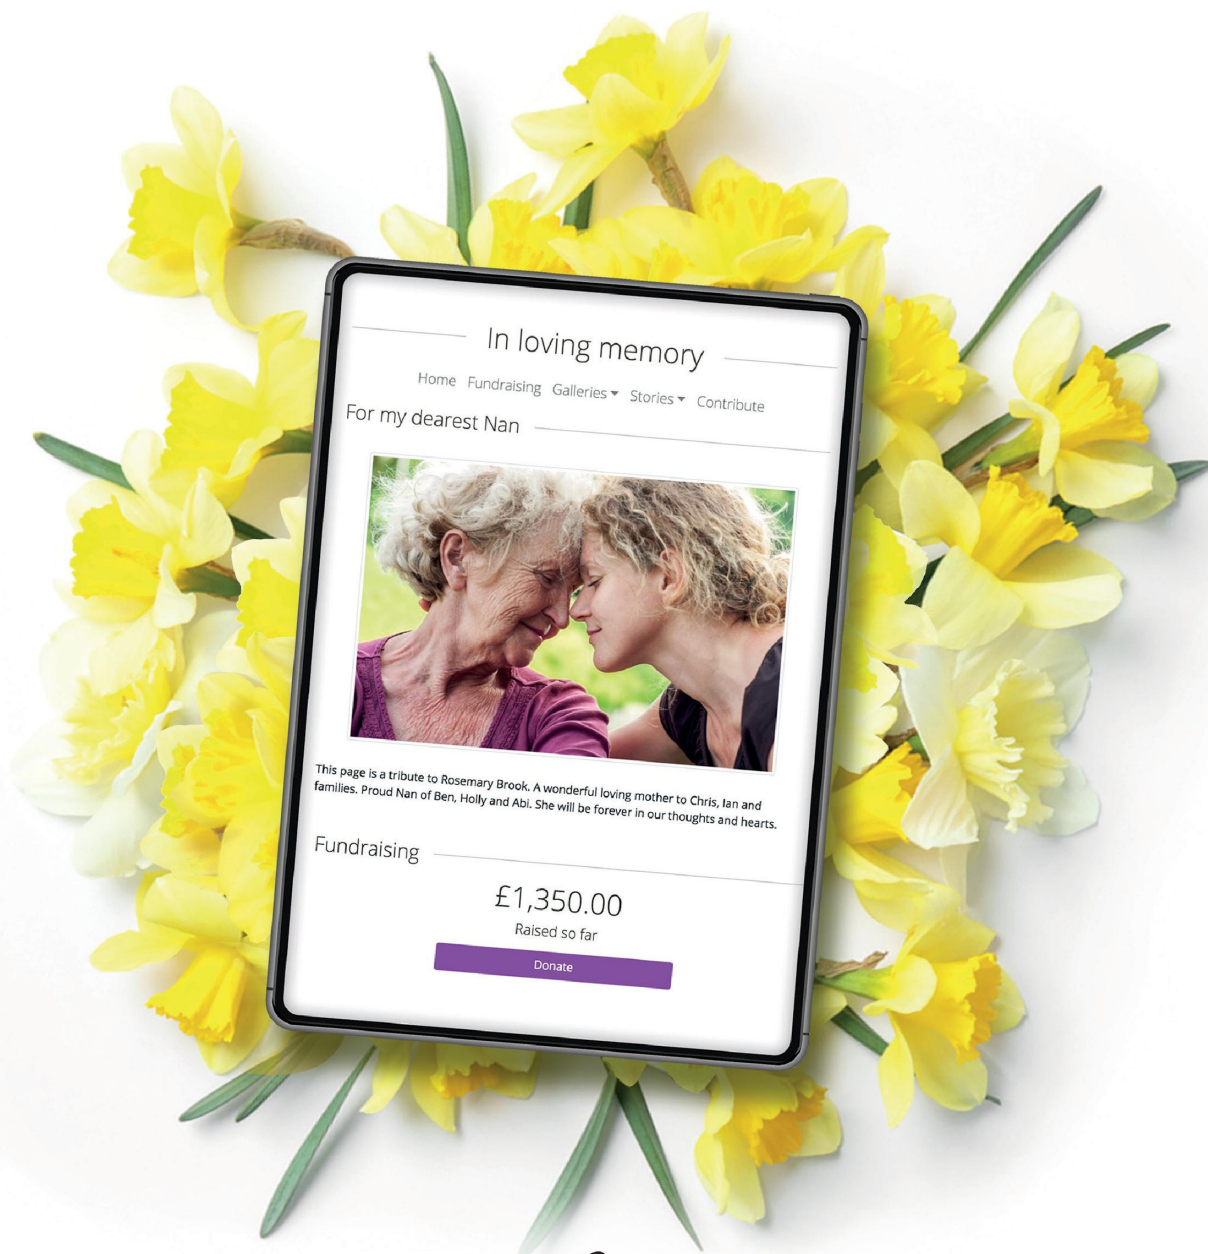 In loving memory
Home Fundraising Galleries Stories Contribute
For my dearest Nan
This page is a tribute to Rosemary Brook. A wonderful loving mother to Chris, Ian and
families. Proud Nan of Ben, Holly and Abi. She will be forever in our thoughts and hearts.
Fundraising
£1,350.00
Raised so far
Donate